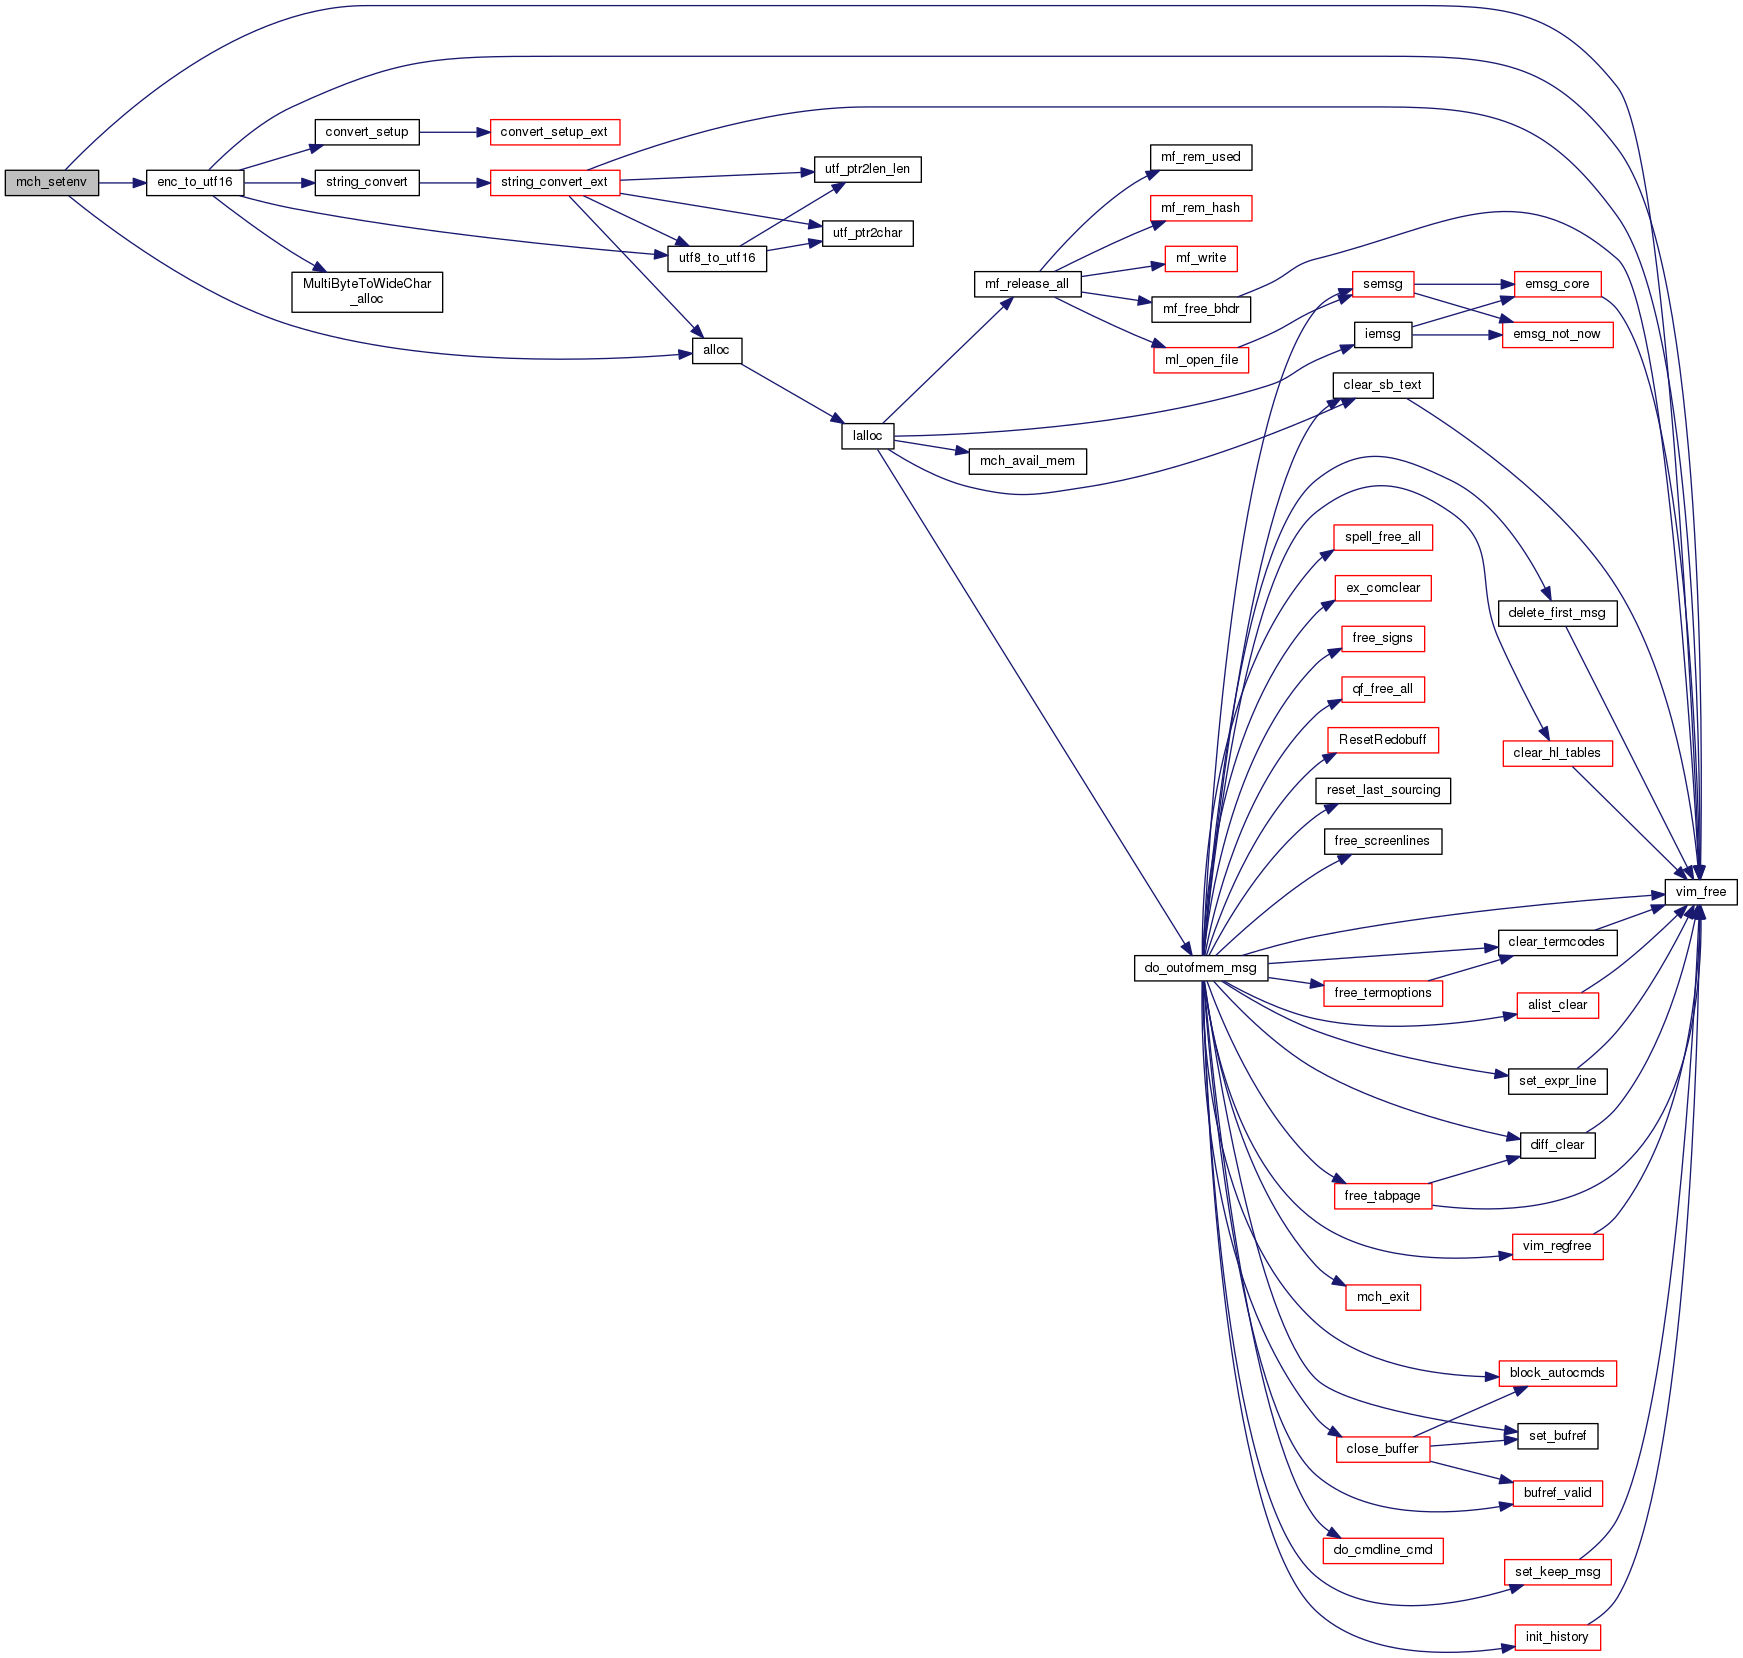 mch_setenv
enc_to_utf16
convert_setup
convert_setup_ext
string_convert
string_convert_ext
MultiByteToWideChar
_alloc
utf8_to_utf16
utf_ptr2len_len
utf_ptr2char
alloc
lalloc
mf_release_all
mch_avail_mem
mf_rem_used
mf_rem_hash
mf_write
mf_free_bhdr
ml_open_file
semsg
iemsg
clear_sb_text
emsg_core
emsg_not_now
spell_free_all
ex_comclear
free_signs
qf_free_all
ResetRedobuff
reset_last_sourcing
free_screenlines
delete_first_msg
clear_hl_tables
vim_free
do_outofmem_msg
clear_termcodes
free_termoptions
alist_clear
set_expr_line
diff_clear
free_tabpage
vim_regfree
mch_exit
block_autocmds
set_bufref
close_buffer
bufref_valid
do_cmdline_cmd
set_keep_msg
init_history